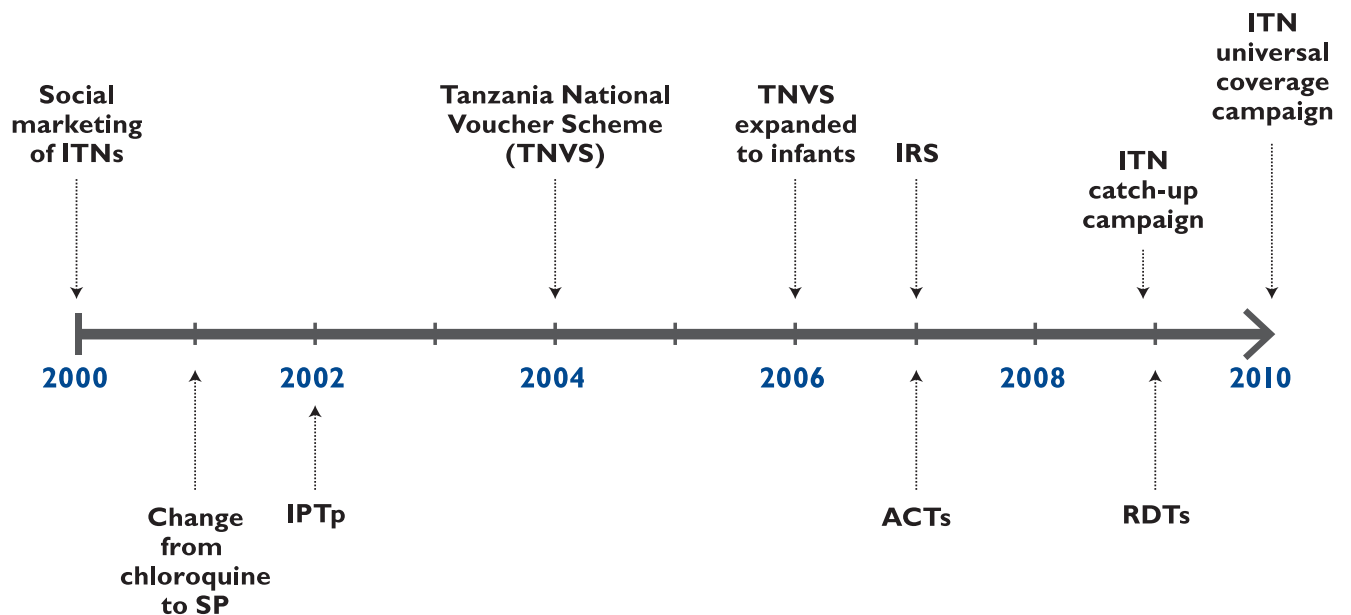 Social
marketing
of ITNs
Tanzania National
Voucher Scheme
(TNVS)
TNVS
expanded
to infants
IRS
ITN
catch-up
campaign
ITN
universal
coverage
campaign
2000
2002
2004
2006
2008
2010
Change
from
chloroquine
to SP
IPTp
ACTs
RDTs